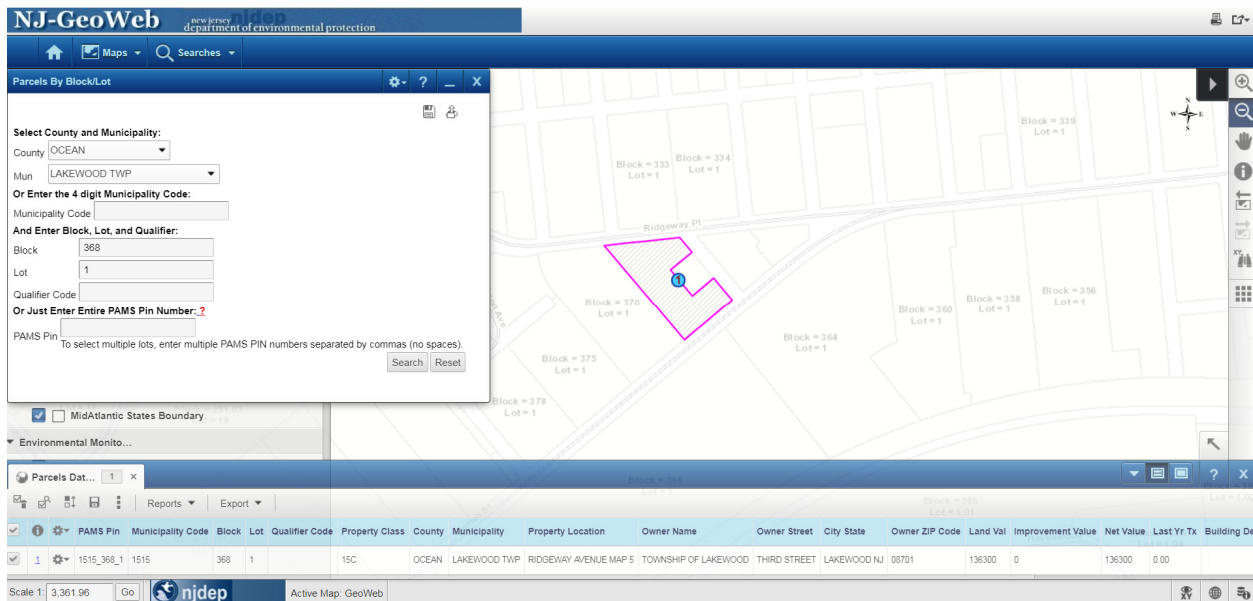 NJ-GeoWeb
new jersey njdep
department of environmental protection
Maps
Searches
Parcels By Block/Lot
?
X
Select County and Municipality:
County OCEAN
Mun LAKEWOOD TWP
Or Enter the 4 digit Municipality Code:
Municipality Code
And Enter Block, Lot, and Qualifier:
Block 368
Lot 1
Qualifier Code
Or Just Enter Entire PAMS Pin Number: ?
PAMS Pin
To select multiple lots, enter multiple PAMS PIN numbers separated by commas (no spaces).
Search Reset
MidAtlantic States Boundary
Environmental Monito...
N
W E
S
XY
Block = 339
Lot = 1
Block = 333
Lot = 1
Block = 334
Lot = 1
Ridgeway Pl
1
Block = 370
Lot = 1
Block = 375
Lot = 1
Block = 378
Lot = 1
Block = 364
Lot = 1
Block = 360
Lot = 1
Block = 358
Lot = 1
Block = 356
Lot = 1
Parcels Dat... 1 x
? X
Reports Export
PAMS Pin Municipality Code Block Lot Qualifier Code Property Class County Municipality Property Location Owner Name Owner Street City State Owner ZIP Code Land Val Improvement Value Net Value Last Yr Tx Building De
1 1515_368_1 1515 368 1 15C OCEAN LAKEWOOD TWP RIDGEWAY AVENUE MAP 5 TOWNSHIP OF LAKEWOOD THIRD STREET LAKEWOOD NJ 08701 136300 0 136300 0.00
Scale 1: 3,361.96 Go njdep Active Map: GeoWeb
XY